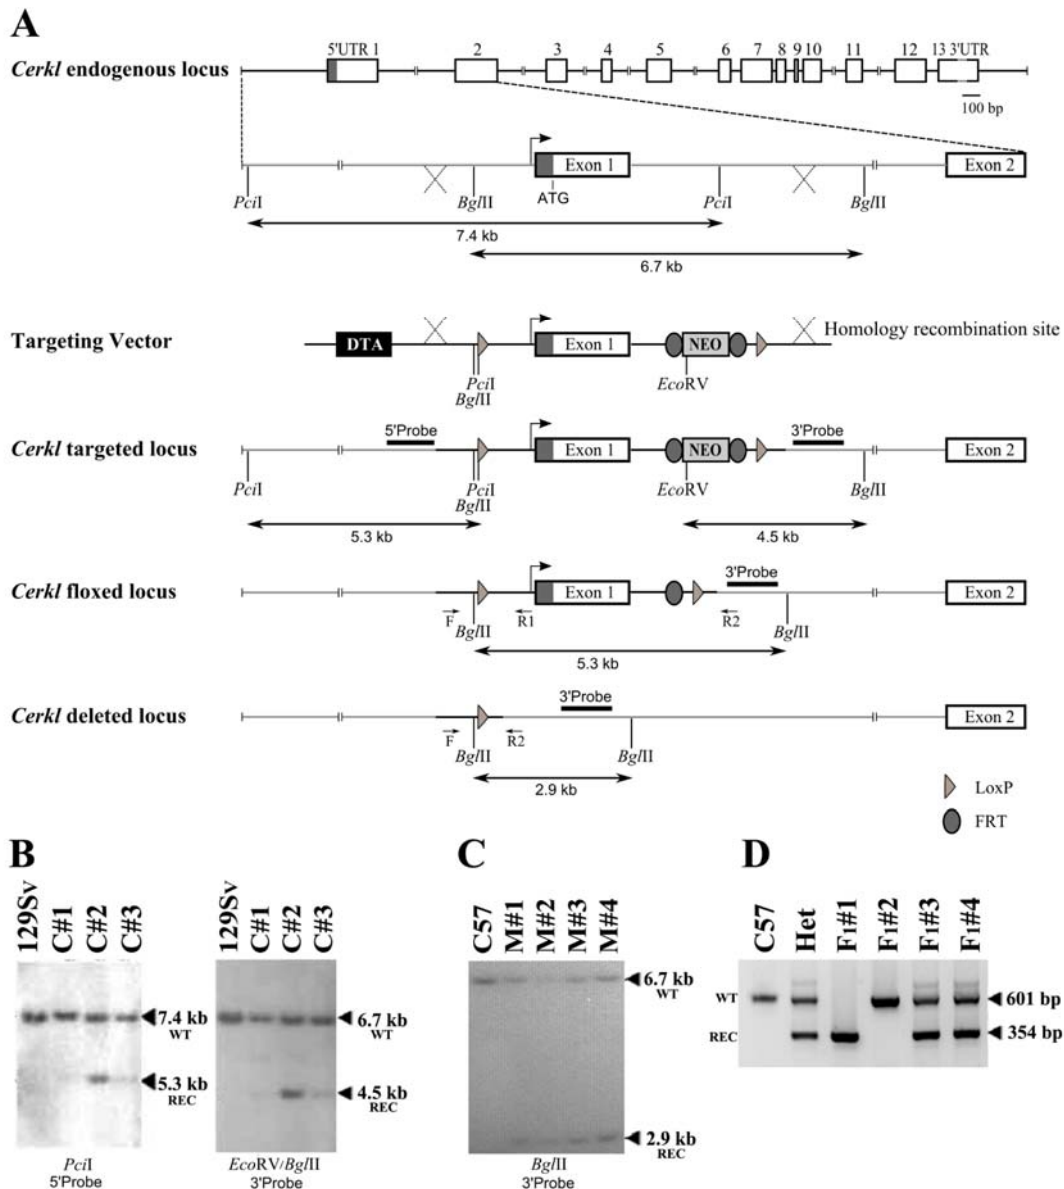 A
5'UTR 1 2 3 4 5 6 7 8 9 10 11 12 13 3'UTR
Cerkl endogenous locus
100 bp
Exon 1 Exon 2
PciI BglII ATG PciI BglII
7.4 kb
6.7 kb
Targeting Vector
DTA Exon 1 NEO Homology recombination site
PciI EcoRV
BglII
5'Probe 3'Probe
Cerkl targeted locus
Exon 1 NEO Exon 2
PciI PciI EcoRV BglII
BglII
5.3 kb 4.5 kb
3'Probe
Cerkl floxed locus
Exon 1 Exon 2
F BglII R1 R2 BglII
5.3 kb
3'Probe
Cerkl deleted locus
Exon 2
F BglII R2 BglII
2.9 kb
LoxP
FRT
B
129Sv C#1 C#2 C#3
7.4 kb
WT
5.3 kb
REC
PciI
5'Probe
129Sv C#1 C#2 C#3
6.7 kb
WT
4.5 kb
REC
EcoRV/BglII
3'Probe
C
C57 M#1 M#2 M#3 M#4
6.7 kb
WT
2.9 kb
REC
BglII
3'Probe
D
C57 Het F1#1 F1#2 F1#3 F1#4
WT 601 bp
REC 354 bp